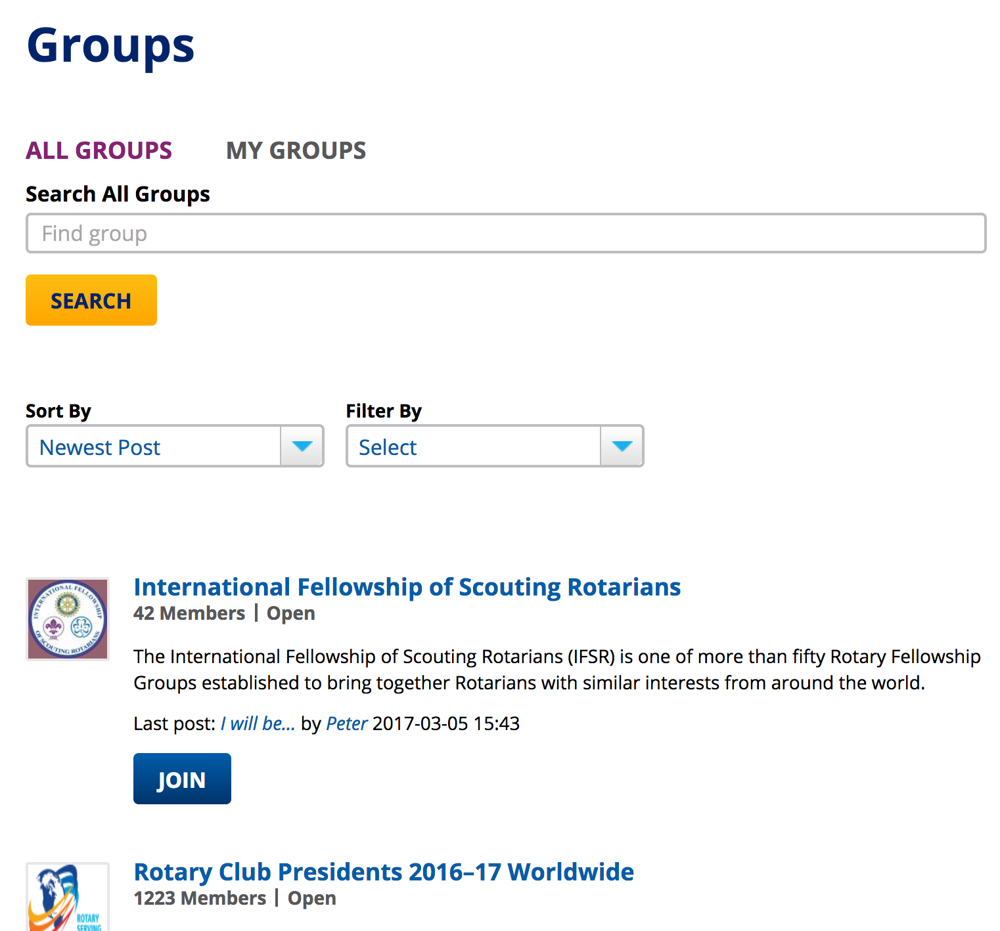 Groups
ALL GROUPS MY GROUPS
Search All Groups
Find group
SEARCH
Sort By Filter By
Newest Post Select
INTERNATIONAL FELLOWSHIP
OF SCOUTING ROTARIANS
International Fellowship of Scouting Rotarians
42 Members | Open
The International Fellowship of Scouting Rotarians (IFSR) is one of more than fifty Rotary Fellowship
Groups established to bring together Rotarians with similar interests from around the world.
Last post: I will be... by Peter 2017-03-05 15:43
JOIN
Rotary Club Presidents 2016–17 Worldwide
1223 Members | Open
ROTARY
SERVING